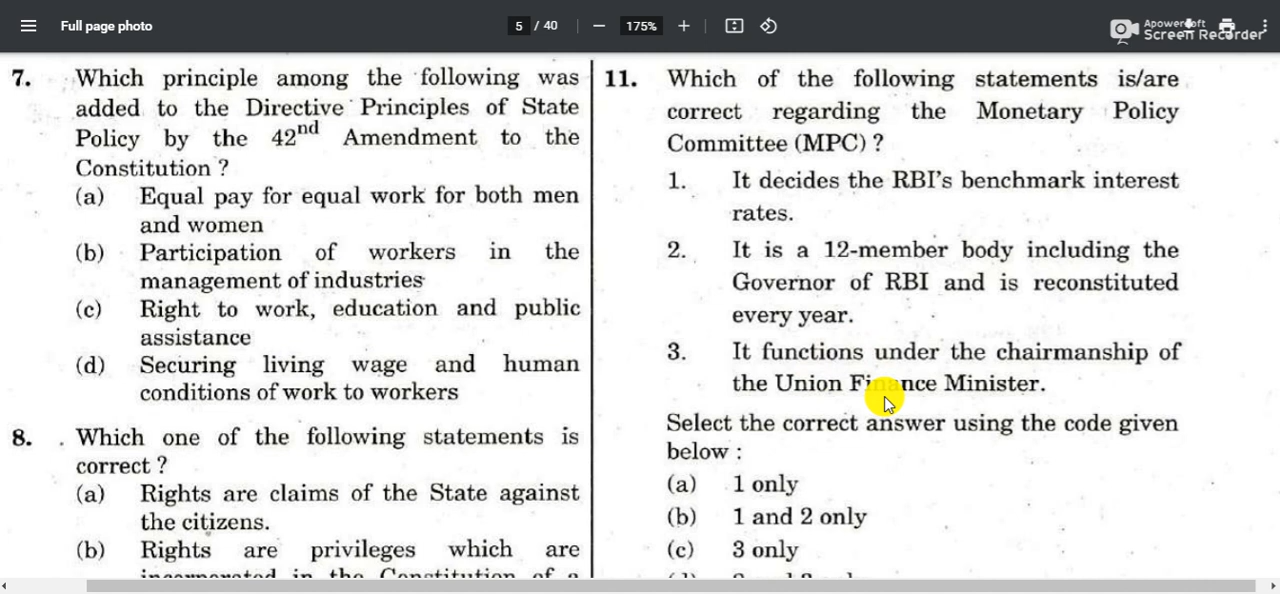 Full page photo
5 / 40
175%
Apowersoft
Screen Recorder
7. Which principle among the following was
added to the Directive Principles of State
Policy by the 42nd Amendment to the
Constitution ?
(a) Equal pay for equal work for both men
and women
(b) Participation of workers in the
management of industries
(c) Right to work, education and public
assistance
(d) Securing living wage and human
conditions of work to workers
8. Which one of the following statements is
correct ?
(a) Rights are claims of the State against
the citizens.
(b) Rights are privileges which are
incorporated in the Constitution of a
11. Which of the following statements is/are
correct regarding the Monetary Policy
Committee (MPC) ?
1. It decides the RBI's benchmark interest
rates.
2. It is a 12-member body including the
Governor of RBI and is reconstituted
every year.
3. It functions under the chairmanship of
the Union Finance Minister.
Select the correct answer using the code given
below :
(a) 1 only
(b) 1 and 2 only
(c) 3 only